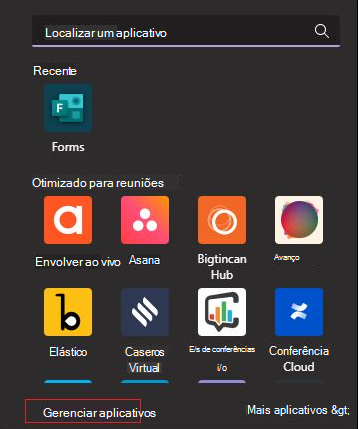 Localizar um aplicativo
Recente
Forms
Otimizado para reuniões
Envolver ao vivo
Asana
Bigtincan
Hub
Avanço
Elástico
Caseros
Virtual
E/s de conferências
i/o
Conferência
Cloud
Gerenciar aplicativos
Mais aplicativos &gt;